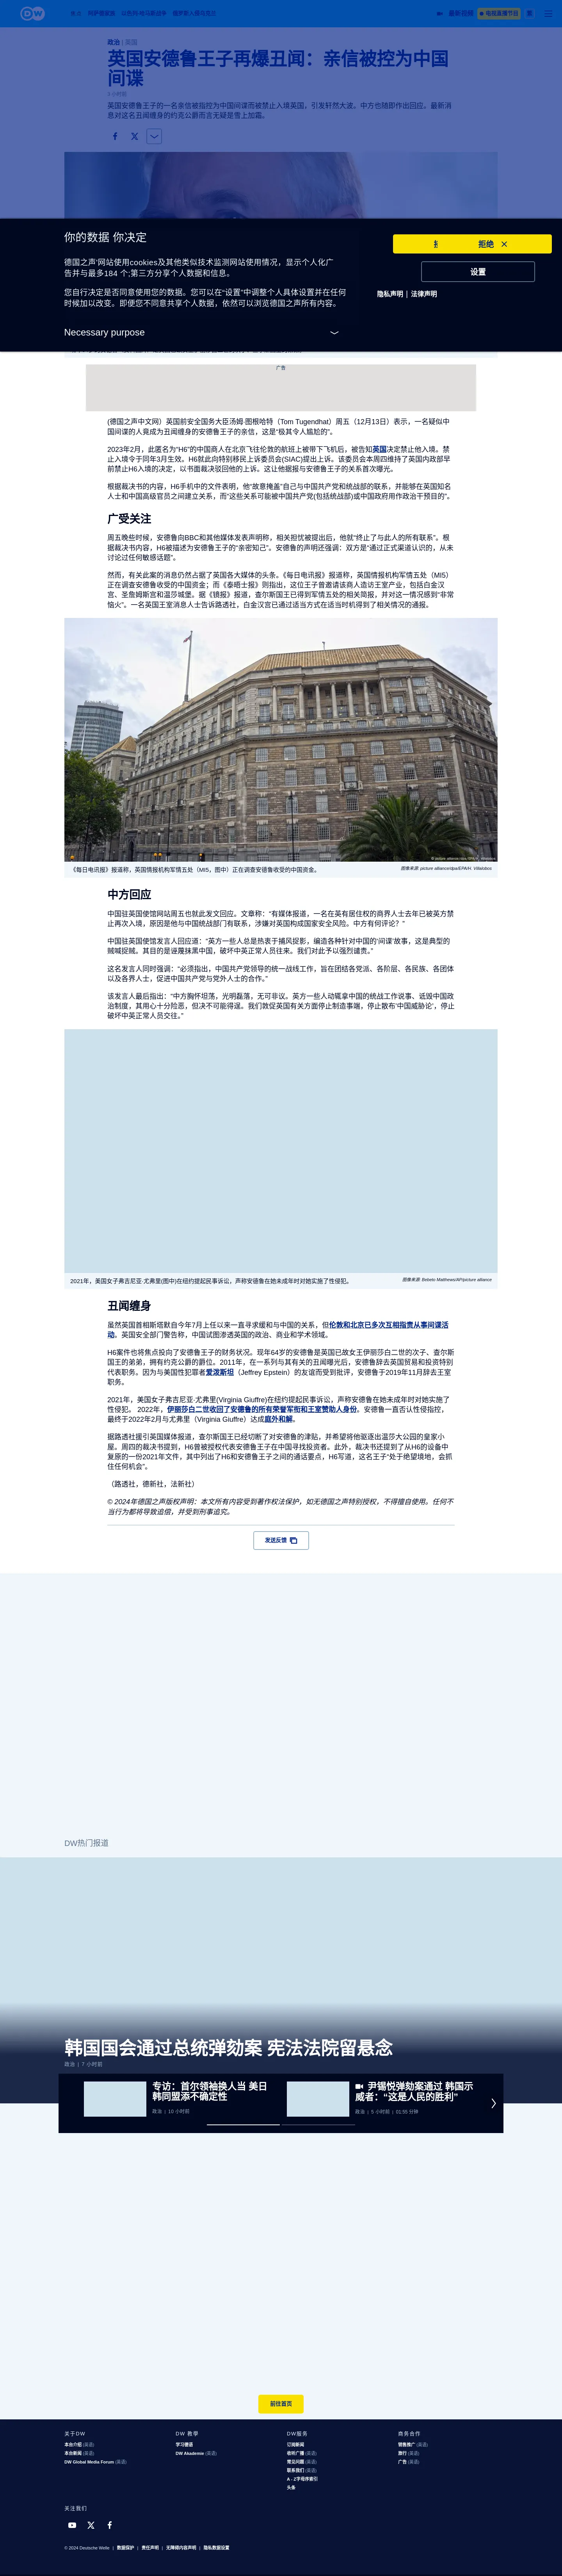 DW
电视直播节目
政治 | 英国
英国安德鲁王子再爆丑闻：亲信被控为中国
间谍
英国安德鲁王子的一名亲信被指控为中国间谍而被禁止入境英国，引发轩然大波。中方也随即作出回应，最新消
息对这名丑闻缠身的约克公爵而言无疑是雪上加霜。
你的数据 你决定
德国之声‘网站使用cookies及其他类似技术监测网站使用情况，显示个人化广
告并与最多184 个;第三方分享个人数据和信息。
您自行决定是否同意使用您的数据。您可以在“设置”中调整个人具体设置并在任何
时候加以改变。即便您不同意共享个人数据，依然可以浏览德国之声所有内容。
Necessary purpose
拒绝
设置
隐私声明 | 法律声明
广告
(德国之声中文网）英国前安全国务大臣汤姆·图根哈特（Tom Tugendhat）周五（12月13日）表示，一名疑似中
国间谍的人竟成为丑闻缠身的安德鲁王子的亲信，这是“极其令人尴尬的”。
2023年2月，此匿名为“H6”的中国商人在北京飞往伦敦的航班上被带下飞机后，被告知英国决定禁止他入境。禁
止入境令于同年3月生效。H6就此向特别移民上诉委员会(SIAC)提出上诉。该委员会本周四维持了英国内政部早
前禁止H6入境的决定，以书面裁决驳回他的上诉。这让他据报与安德鲁王子的关系首次曝光。
根据裁决书的内容，H6手机中的文件表明，他“故意掩盖”自己与中国共产党和统战部的联系，并能够在英国知名
人士和中国高级官员之间建立关系，而“这些关系可能被中国共产党(包括统战部)或中国政府用作政治干预目的”。
广受关注
周五晚些时候，安德鲁向BBC和其他媒体发表声明称，相关担忧被提出后，他就“终止了与此人的所有联系”。根
据裁决书内容，H6被描述为安德鲁王子的“亲密知己”。安德鲁的声明还强调：双方是“通过正式渠道认识的，从未
讨论过任何敏感话题”。
然而，有关此案的消息仍然占据了英国各大媒体的头条。《每日电讯报》报道称，英国情报机构军情五处（MI5）
正在调查安德鲁收受的中国资金；而《泰晤士报》则指出，这位王子曾邀请该商人造访王室产业，包括白金汉
宫、圣詹姆斯宫和温莎城堡。据《镜报》报道，查尔斯国王已得到军情五处的相关简报，并对这一情况感到“非常
恼火”。一名英国王室消息人士告诉路透社，白金汉宫已通过适当方式在适当时机得到了相关情况的通报。
《每日电讯报》报道称，英国情报机构军情五处（MI5，图中）正在调查安德鲁收受的中国资金。
图像来源: picture alliance/dpa/EPA/H. Villalobos
中方回应
中国驻英国使馆网站周五也就此发文回应。文章称：“有媒体报道，一名在英有居住权的商界人士去年已被英方禁
止再次入境，原因是他与中国统战部门有联系，涉嫌对英国构成国家安全风险。中方有何评论？”
中国驻英国使馆发言人回应道：“英方一些人总是热衷于捕风捉影，编造各种针对中国的‘间谍’故事，这是典型的
贼喊捉贼。其目的是诬蔑抹黑中国，破坏中英正常人员往来。我们对此予以强烈谴责。”
这名发言人同时强调：“必须指出，中国共产党领导的统一战线工作，旨在团结各党派、各阶层、各民族、各团体
以及各界人士，促进中国共产党与党外人士的合作。”
该发言人最后指出：“中方胸怀坦荡，光明磊落，无可非议。英方一些人动辄拿中国的统战工作说事、诋毁中国政
治制度，其用心十分险恶，但决不可能得逞。我们敦促英国有关方面停止制造事端，停止散布‘中国威胁论’，停止
破坏中英正常人员交往。”
2021年，美国女子弗吉尼亚·尤弗里(图中)在纽约提起民事诉讼，声称安德鲁在她未成年时对她实施了性侵犯。
图像来源: Bebeto Matthews/AP/picture alliance
丑闻缠身
虽然英国首相斯塔默自今年7月上任以来一直寻求缓和与中国的关系，但伦敦和北京已多次互相指责从事间谍活
动。英国安全部门警告称，中国试图渗透英国的政治、商业和学术领域。
H6案件也将焦点投向了安德鲁王子的财务状况。现年64岁的安德鲁是英国已故女王伊丽莎白二世的次子、查尔斯
国王的弟弟，拥有约克公爵的爵位。2011年，在一系列与其有关的丑闻曝光后，安德鲁辞去英国贸易和投资特别
代表职务。因为与美国性犯罪者爱泼斯坦（Jeffrey Epstein）的友谊而受到批评，安德鲁于2019年11月辞去王室
职务。
2021年，美国女子弗吉尼亚·尤弗里(Virginia Giuffre)在纽约提起民事诉讼，声称安德鲁在她未成年时对她实施了
性侵犯。 2022年，伊丽莎白二世收回了安德鲁的所有荣誉军衔和王室赞助人身份。安德鲁一直否认性侵指控，
最终于2022年2月与尤弗里（Virginia Giuffre）达成庭外和解。
据路透社援引英国媒体报道，查尔斯国王已经切断了对安德鲁的津贴，并希望将他驱逐出温莎大公园的皇家小
屋。周四的裁决书提到，H6曾被授权代表安德鲁王子在中国寻找投资者。此外，裁决书还提到了从H6的设备中
复原的一份2021年文件，其中列出了H6和安德鲁王子之间的通话要点，H6写道，这名王子“处于绝望境地，会抓
住任何机会”。
（路透社，德新社，法新社）
© 2024年德国之声版权声明：本文所有内容受到著作权法保护，如无德国之声特别授权，不得擅自使用。任何不
当行为都将导致追偿，并受到刑事追究。
发送反馈
DW热门报道
韩国国会通过总统弹劾案 宪法法院留悬念
政治 | 7 小时前
专访：首尔领袖换人当 美日
韩同盟添不确定性
政治 | 10 小时前
尹锡悦弹劾案通过 韩国示
威者：“这是人民的胜利”
政治 | 5 小时前 | 01:55 分钟
前往首页
关于DW
本台介绍 (英语)
本台新闻 (英语)
DW Global Media Forum (英语)
DW 教学
学习德语
DW Akademie (英语)
DW服务
订阅新闻
收听广播 (英语)
常见问题 (英语)
联系我们 (英语)
A - Z字母序索引
头条
商务合作
销售推广 (英语)
旅行 (英语)
广告 (英语)
关注我们
© 2024 Deutsche Welle | 数据保护 | 责任声明 | 无障碍内容声明 | 隐私数据设置